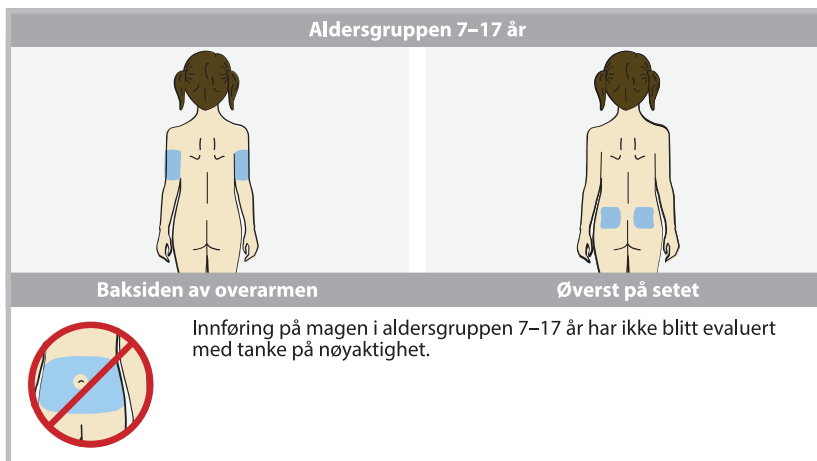 Aldersgruppen 7–17 år
Baksiden av overarmen
Øverst på setet
Innføring på magen i aldersgruppen 7–17 år har ikke blitt evaluert
med tanke på nøyaktighet.